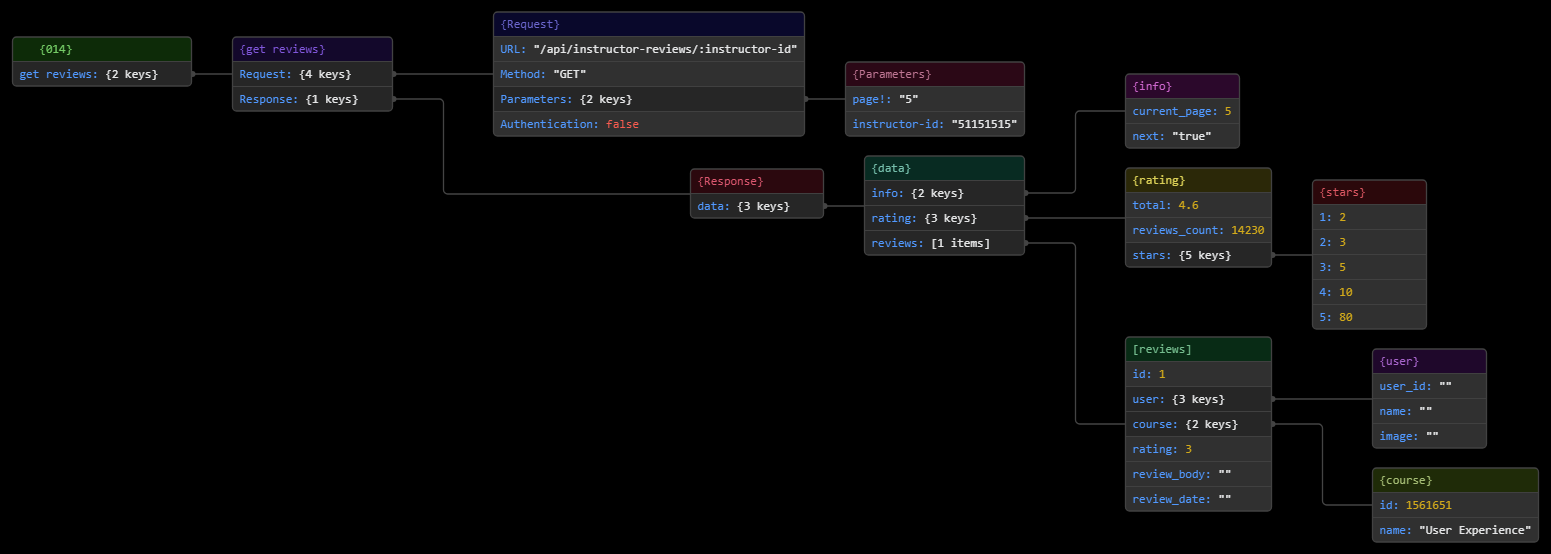 {014}
get reviews: {2 keys}
{get reviews}
Request: {4 keys}
Response: {1 keys}
{Request}
URL: "/api/instructor-reviews/:instructor-id"
Method: "GET"
Parameters: {2 keys}
Authentication: false
{Parameters}
page!: "5"
instructor-id: "51151515"
{Response}
data: {3 keys}
{data}
info: {2 keys}
rating: {3 keys}
reviews: [1 items]
{info}
current_page: 5
next: "true"
{rating}
total: 4.6
reviews_count: 14230
stars: {5 keys}
{stars}
1: 2
2: 3
3: 5
4: 10
5: 80
[reviews]
id: 1
user: {3 keys}
course: {2 keys}
rating: 3
review_body: ""
review_date: ""
{user}
user_id: ""
name: ""
image: ""
{course}
id: 1561651
name: "User Experience"